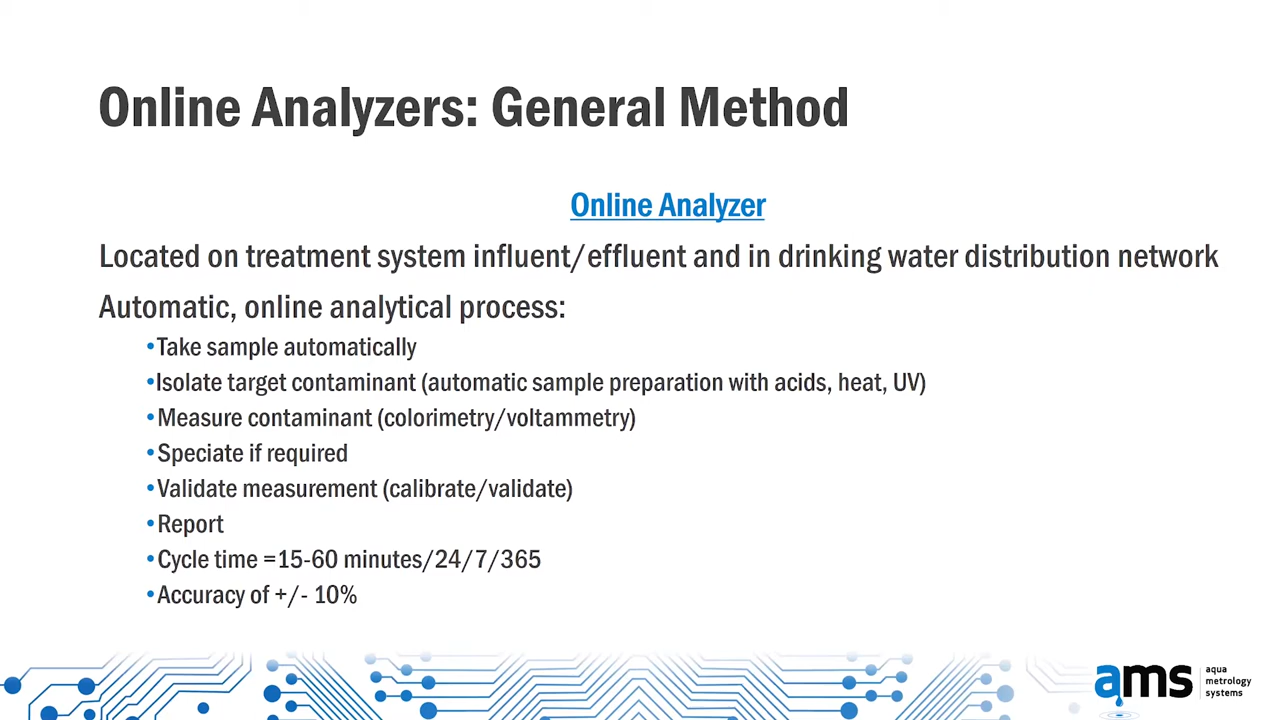 Online Analyzers: General Method
Online Analyzer
Located on treatment system influent/effluent and in drinking water distribution network
Automatic, online analytical process:
•Take sample automatically
•Isolate target contaminant (automatic sample preparation with acids, heat, UV)
•Measure contaminant (colorimetry/voltammetry)
•Speciate if required
•Validate measurement (calibrate/validate)
•Report
•Cycle time =15-60 minutes/24/7/365
•Accuracy of +/- 10%
ams
aqua
metrology
systems